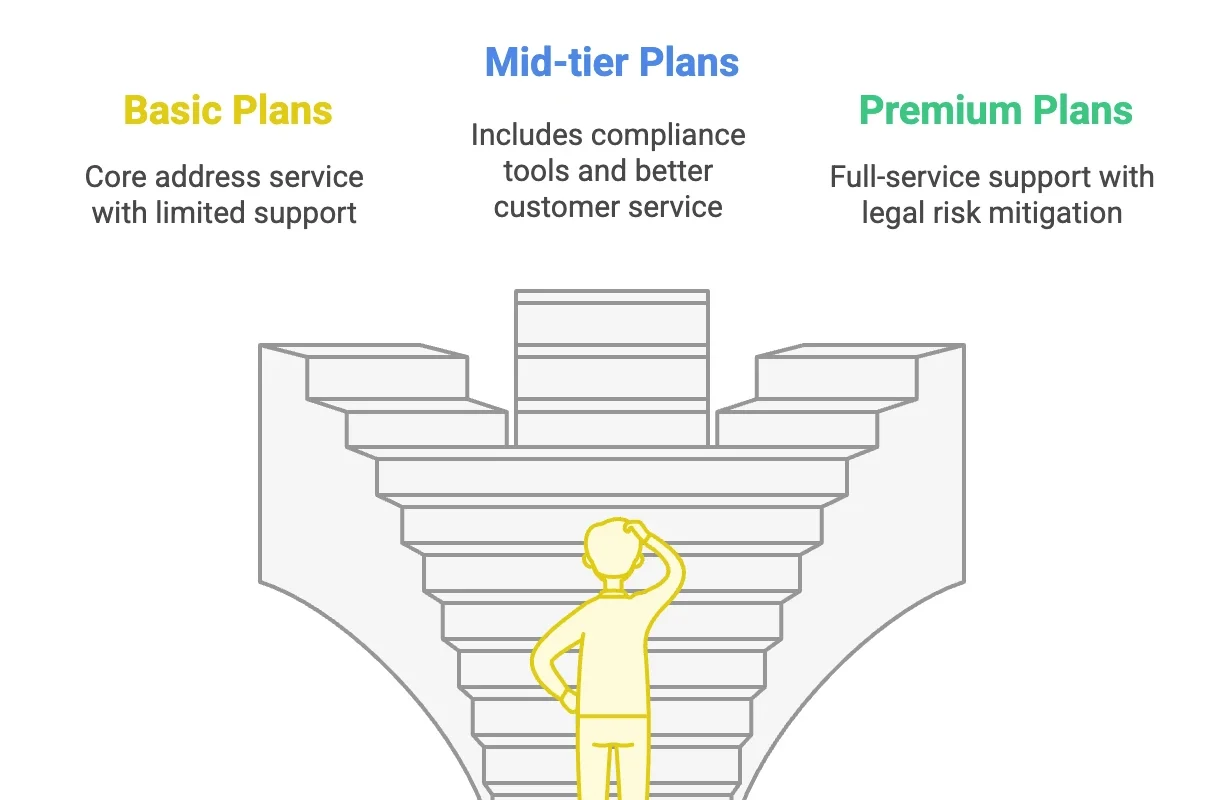 Basic Plans
Core address service
with limited support
Mid-tier Plans
Includes compliance
tools and better
customer service
Premium Plans
Full-service support with
legal risk mitigation